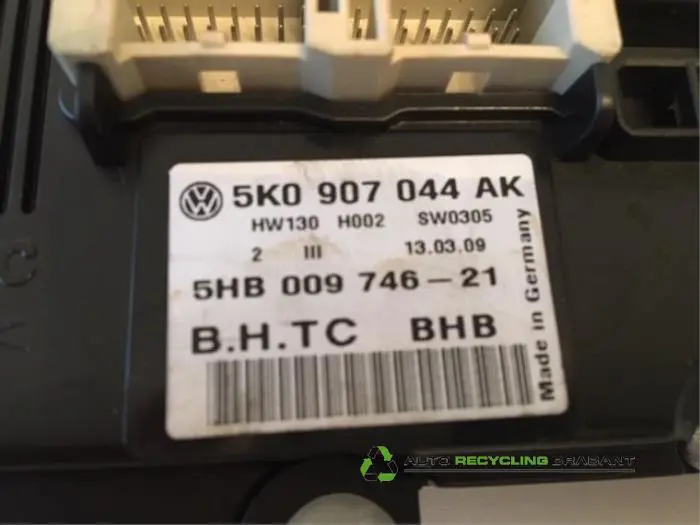 5K0 907 044 AK
HW130 H002 SW0305
2 III 13.03.09
5HB 009 746-21
B.H.TC BHB
Made in Germany
AUTO RECYCLING BRABANT